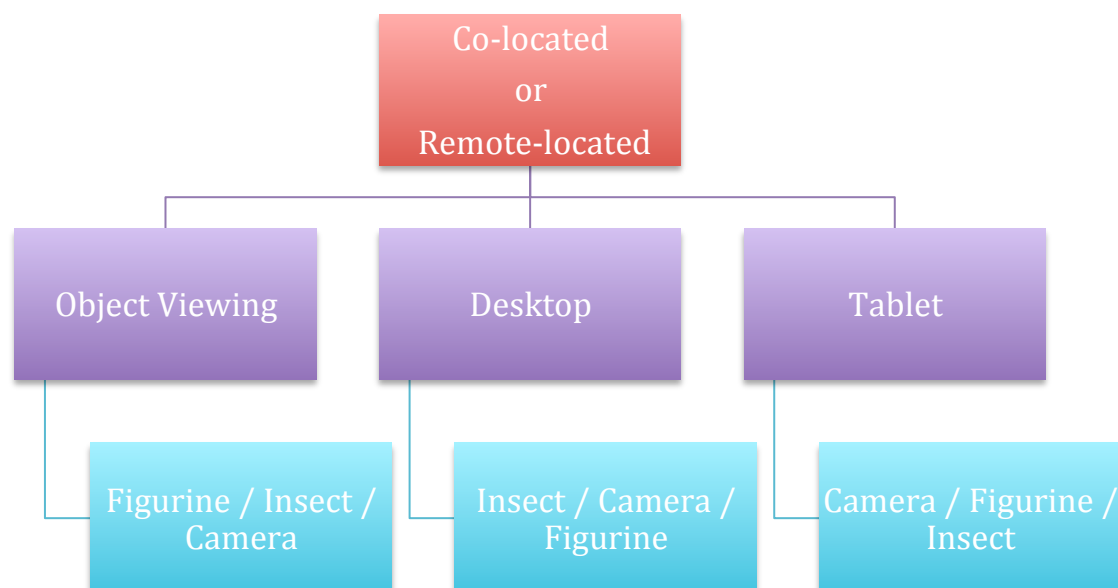 Co-located
or
Remote-located
Object Viewing
Desktop
Tablet
Figurine / Insect /
Camera
Insect / Camera /
Figurine
Camera / Figurine /
Insect